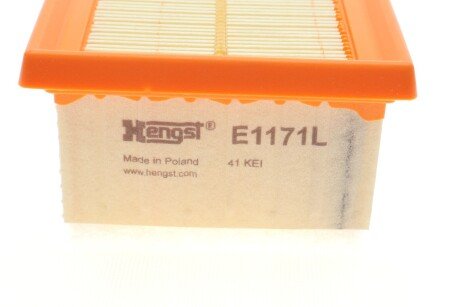 Hengst® E1171L
Made in Poland 41 KEI
www.hengst.com